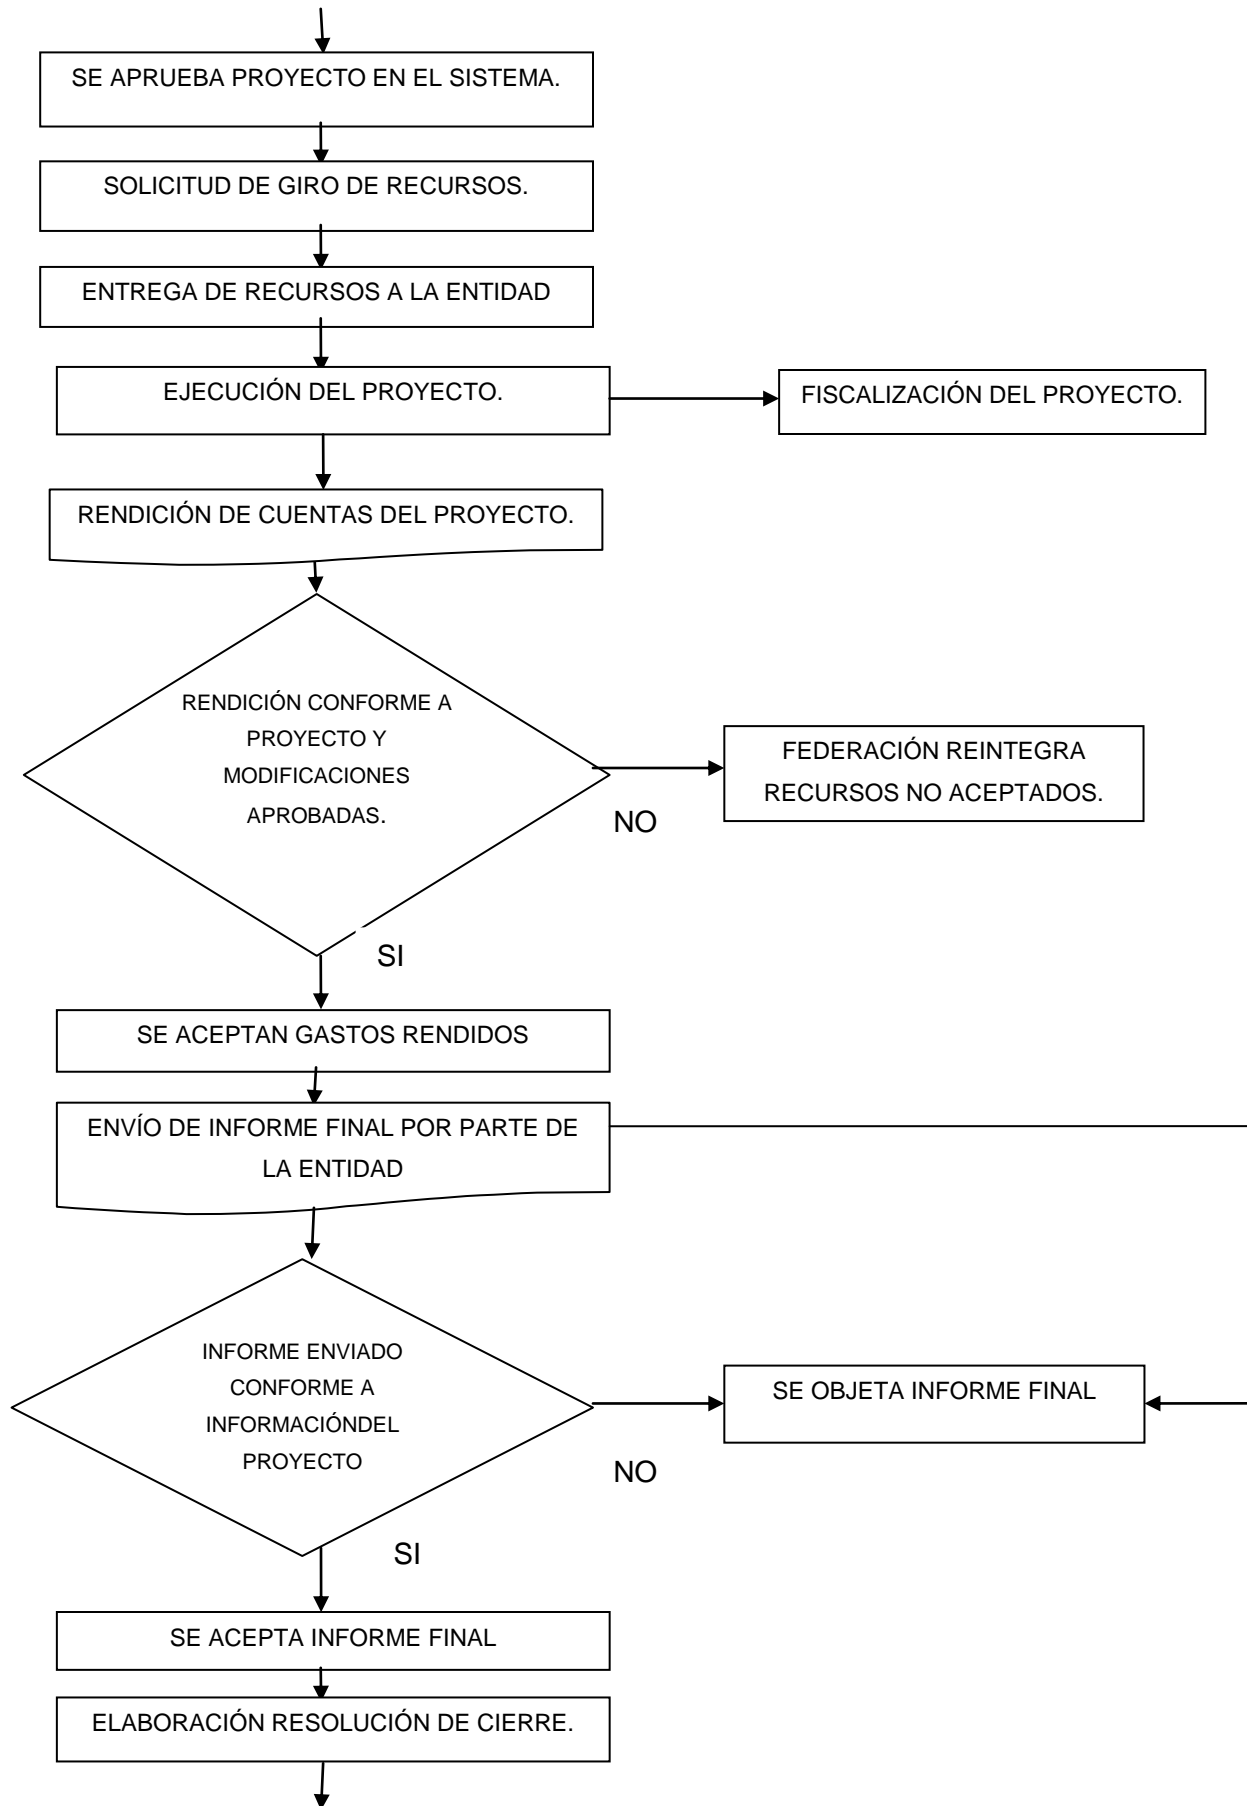 SE APRUEBA PROYECTO EN EL SISTEMA.
SOLICITUD DE GIRO DE RECURSOS.
ENTREGA DE RECURSOS A LA ENTIDAD
EJECUCIÓN DEL PROYECTO.
FISCALIZACIÓN DEL PROYECTO.
RENDICIÓN DE CUENTAS DEL PROYECTO.
RENDICIÓN CONFORME A
PROYECTO Y
MODIFICACIONES
APROBADAS.
NO
FEDERACIÓN REINTEGRA
RECURSOS NO ACEPTADOS.
SI
SE ACEPTAN GASTOS RENDIDOS
ENVÍO DE INFORME FINAL POR PARTE DE
LA ENTIDAD
INFORME ENVIADO
CONFORME A
INFORMACIÓNDEL
PROYECTO
NO
SE OBJETA INFORME FINAL
SI
SE ACEPTA INFORME FINAL
ELABORACIÓN RESOLUCIÓN DE CIERRE.